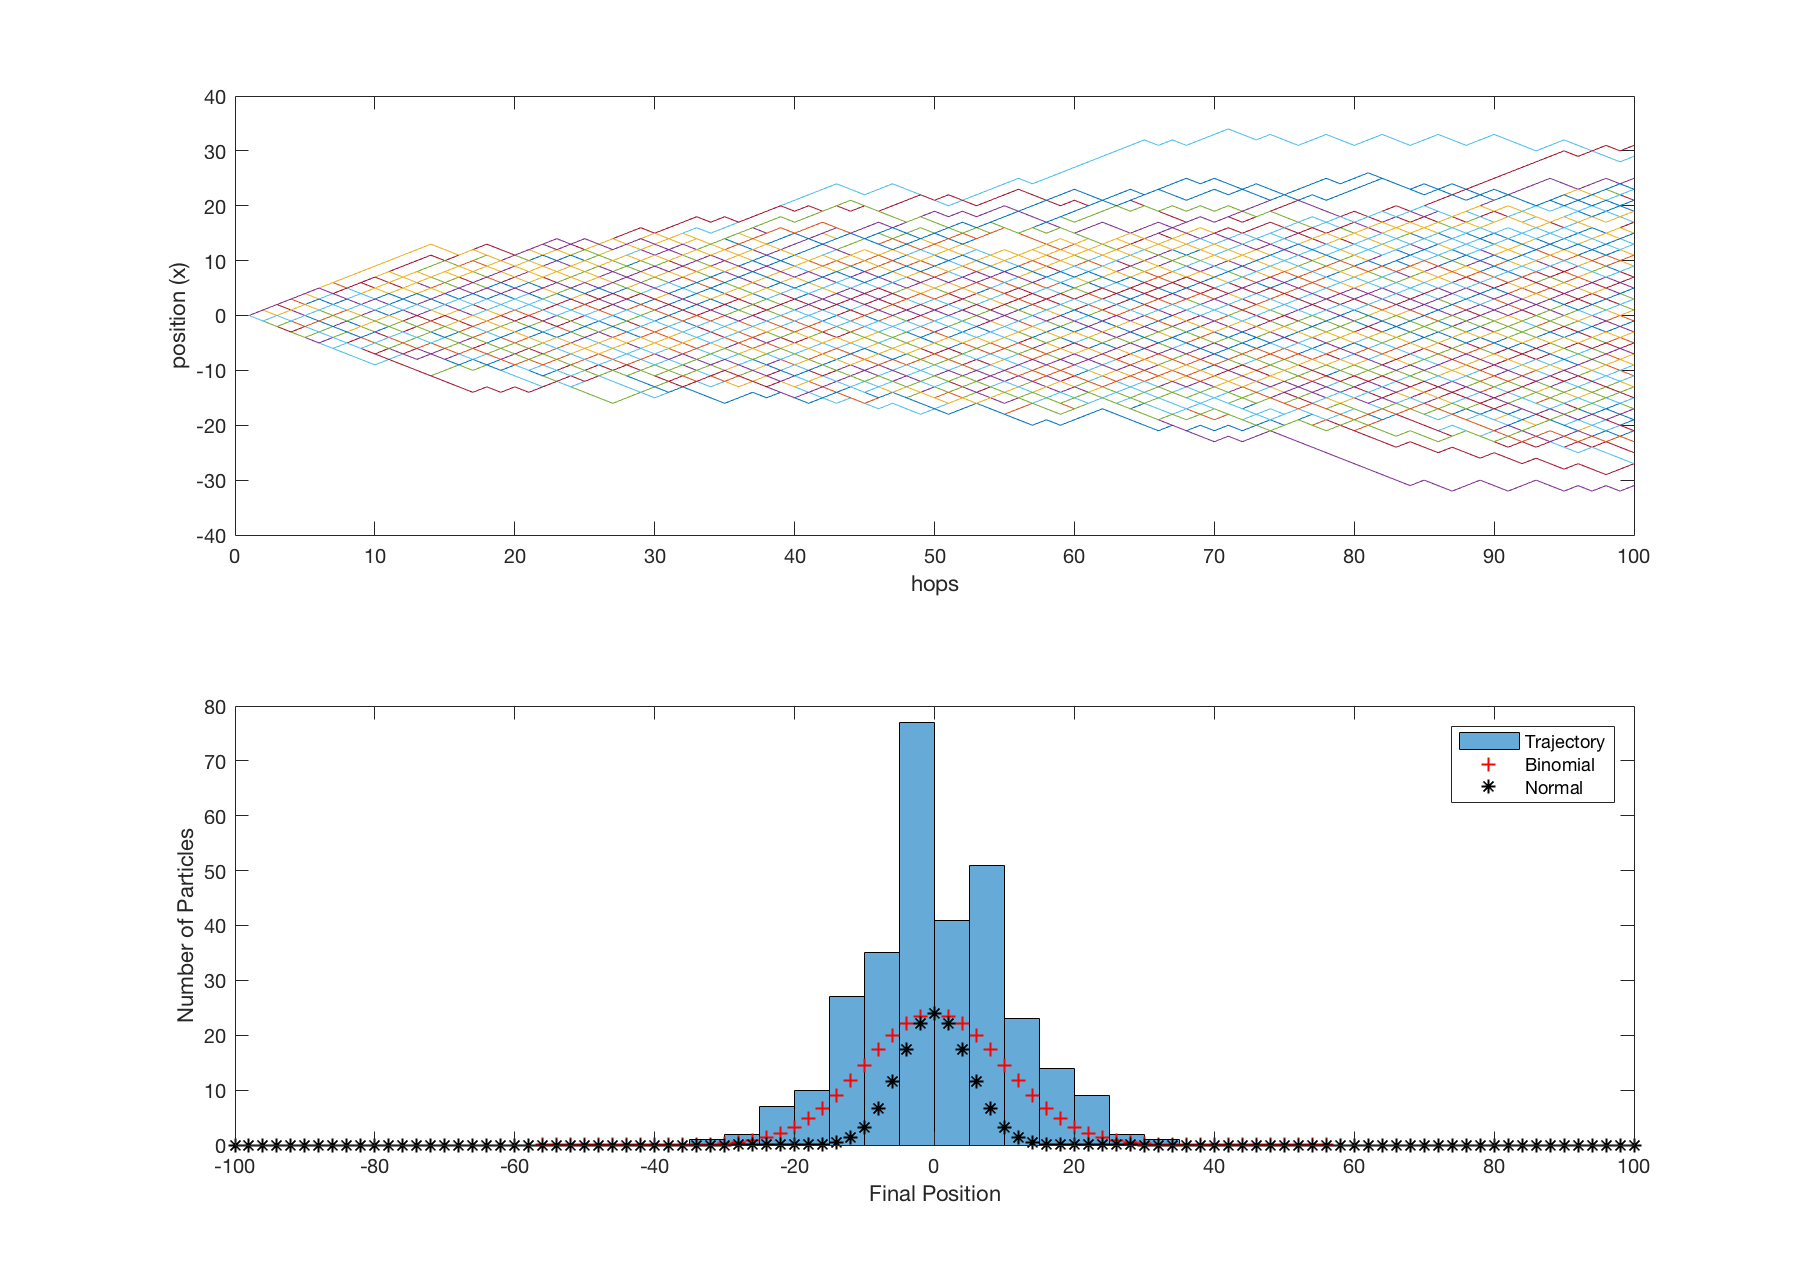 40
30
20
10
0
-10
-20
-30
-40
position (x)
0 10 20 30 40 50 60 70 80 90 100
hops
80
70
60
50
40
30
20
10
0
Number of Particles
Trajectory
Binomial
Normal
-100 -80 -60 -40 -20 0 20 40 60 80 100
Final Position